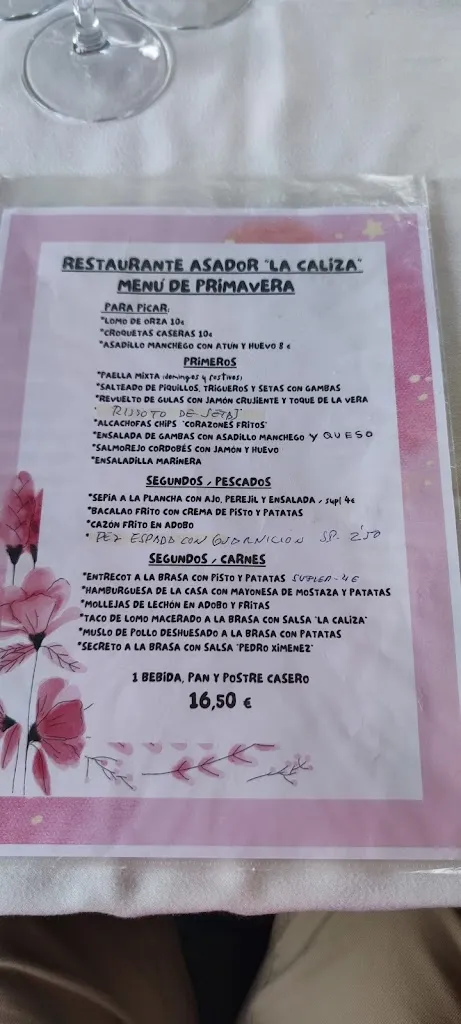 RESTAURANTE ASADOR "LA CALIZA"
MENÚ DE PRIMAVERA
PARA PICAR:
*LOMO DE ORZA 10€
*CROQUETAS CASERAS 10€
*ASADILLO MANCHEGO CON ATUN Y HUEVO 8 €
PRIMEROS
*PAELLA MIXTA (domingos y festivos)
*SALTEADO DE PIQUILLOS, TRIGUEROS Y SETAS CON GAMBAS
*REVUELTO DE GULAS CON JAMÓN CRUJIENTE Y TOQUE DE LA VERA
* RISSOTO DE SETAS
*ALCACHOFAS CHIPS "CORAZONES FRITOS"
*ENSALADA DE GAMBAS CON ASADILLO MANCHEGO Y QUESO
*SALMOREJO CORDOBÉS CON JAMÓN Y HUEVO
*ENSALADILLA MARINERA
SEGUNDOS, PESCADOS
*SEPIA A LA PLANCHA CON AJO, PEREJIL Y ENSALADA, supl 4€
*BACALAO FRITO CON CREMA DE PISTO Y PATATAS
*CAZÓN FRITO EN ADOBO
* PEZ ESPADA CON GUARNICION SP. 2'50
SEGUNDOS, CARNES
*ENTRECOT A LA BRASA CON PISTO Y PATATAS SUPLEM-4€
*HAMBURGUESA DE LA CASA CON MAYONESA DE MOSTAZA Y PATATAS
*MOLLEJAS DE LECHÓN EN ADOBO Y FRITAS
*TACO DE LOMO MACERADO A LA BRASA CON SALSA "LA CALIZA"
*MUSLO DE POLLO DESHUESADO A LA BRASA CON PATATAS
*SECRETO A LA BRASA CON SALSA "PEDRO XIMENEZ"
1 BEBIDA, PAN Y POSTRE CASERO
16,50 €